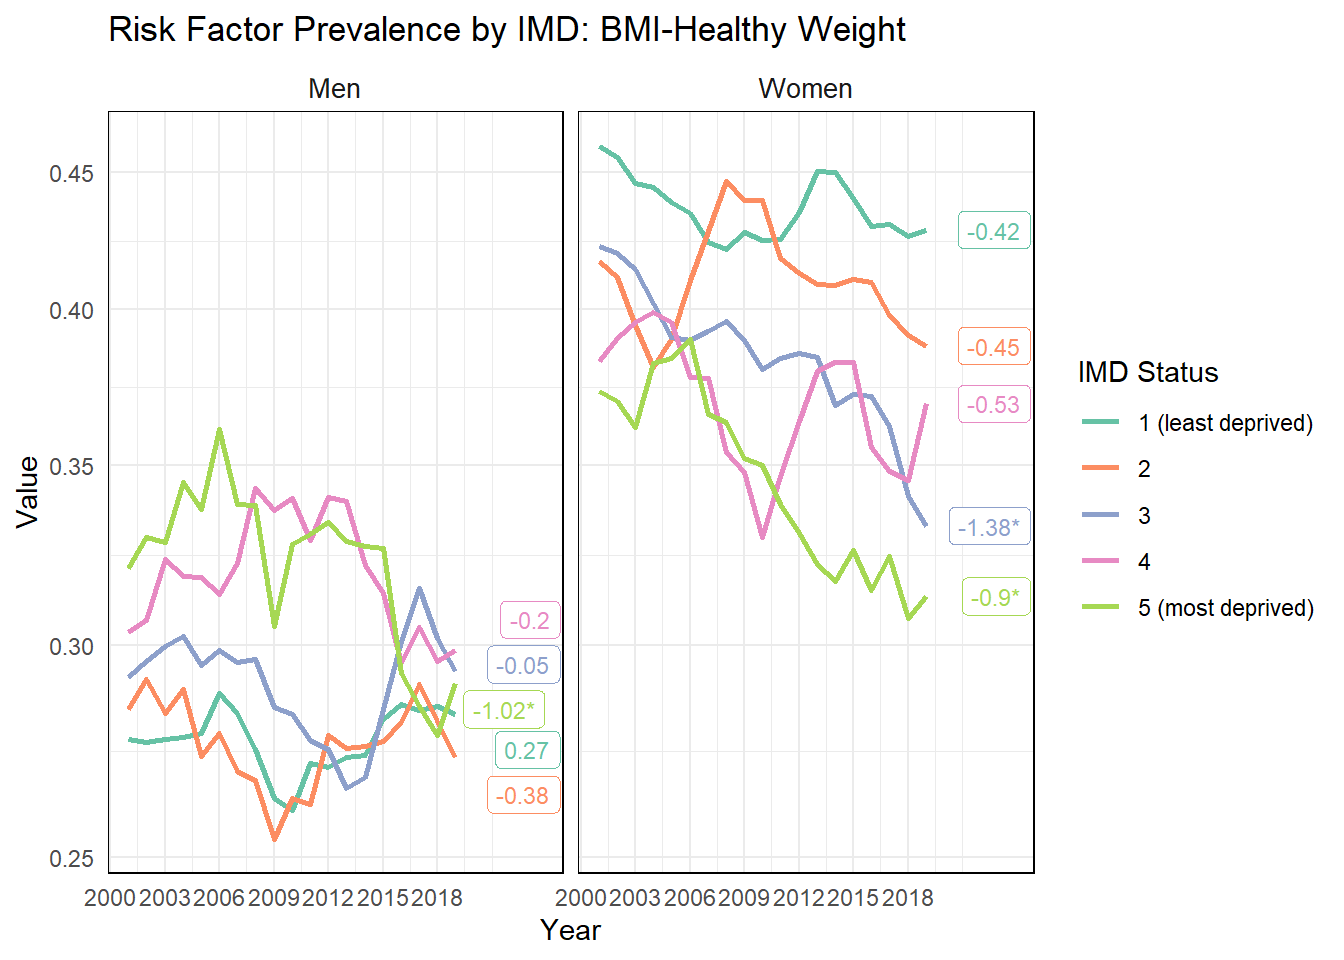 Risk Factor Prevalence by IMD: BMI-Healthy Weight
Men
Women
Value
0.45
0.40
0.35
0.30
0.25
-0.2
-0.05
-1.02*
0.27
-0.38
-0.42
-0.45
-0.53
-1.38*
-0.9*
2000 2003 2006 2009 2012 2015 2018
2000 2003 2006 2009 2012 2015 2018
Year
IMD Status
1 (least deprived)
2
3
4
5 (most deprived)